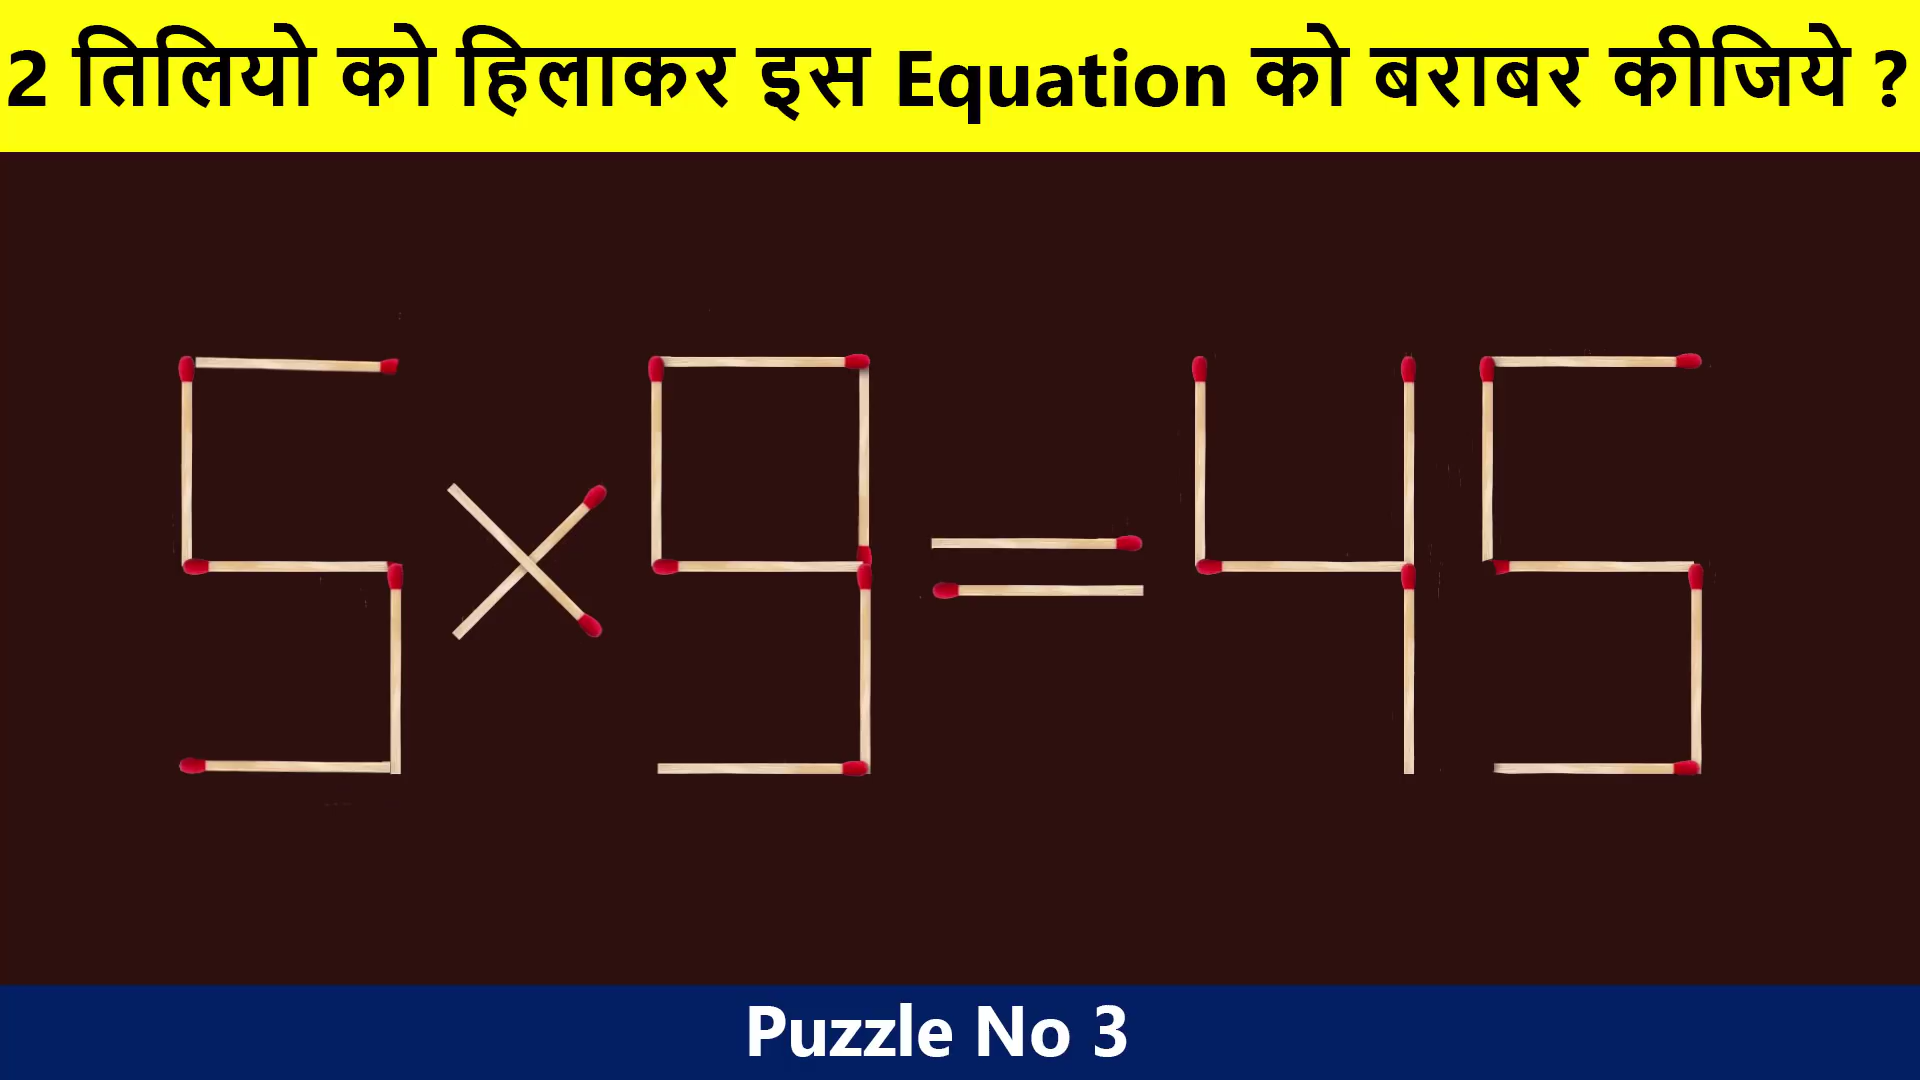 2 तिलियो को हिलाकर इस Equation को बराबर कीजिये ?
5 × 9 = 45
Puzzle No 3